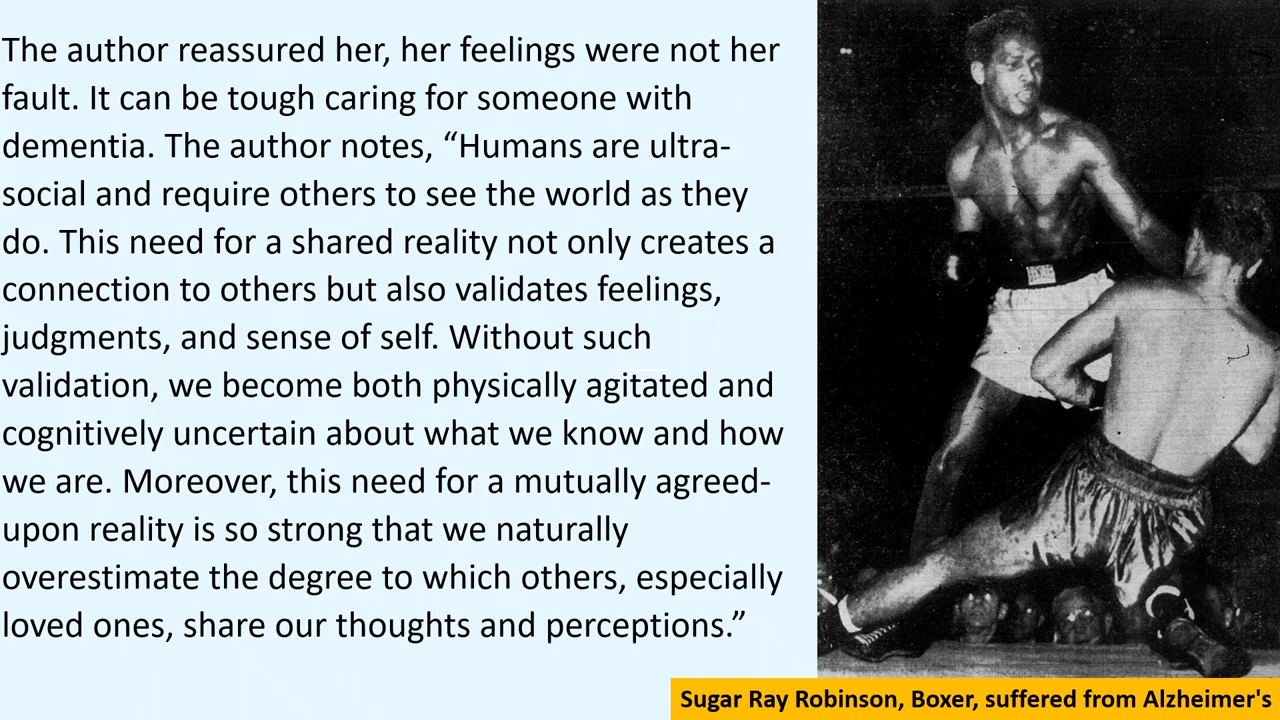 The author reassured her, her feelings were not her
fault. It can be tough caring for someone with
dementia. The author notes, “Humans are ultra-
social and require others to see the world as they
do. This need for a shared reality not only creates a
connection to others but also validates feelings,
judgments, and sense of self. Without such
validation, we become both physically agitated and
cognitively uncertain about what we know and how
we are. Moreover, this need for a mutually agreed-
upon reality is so strong that we naturally
overestimate the degree to which others, especially
loved ones, share our thoughts and perceptions.”
Sugar Ray Robinson, Boxer, suffered from Alzheimer's